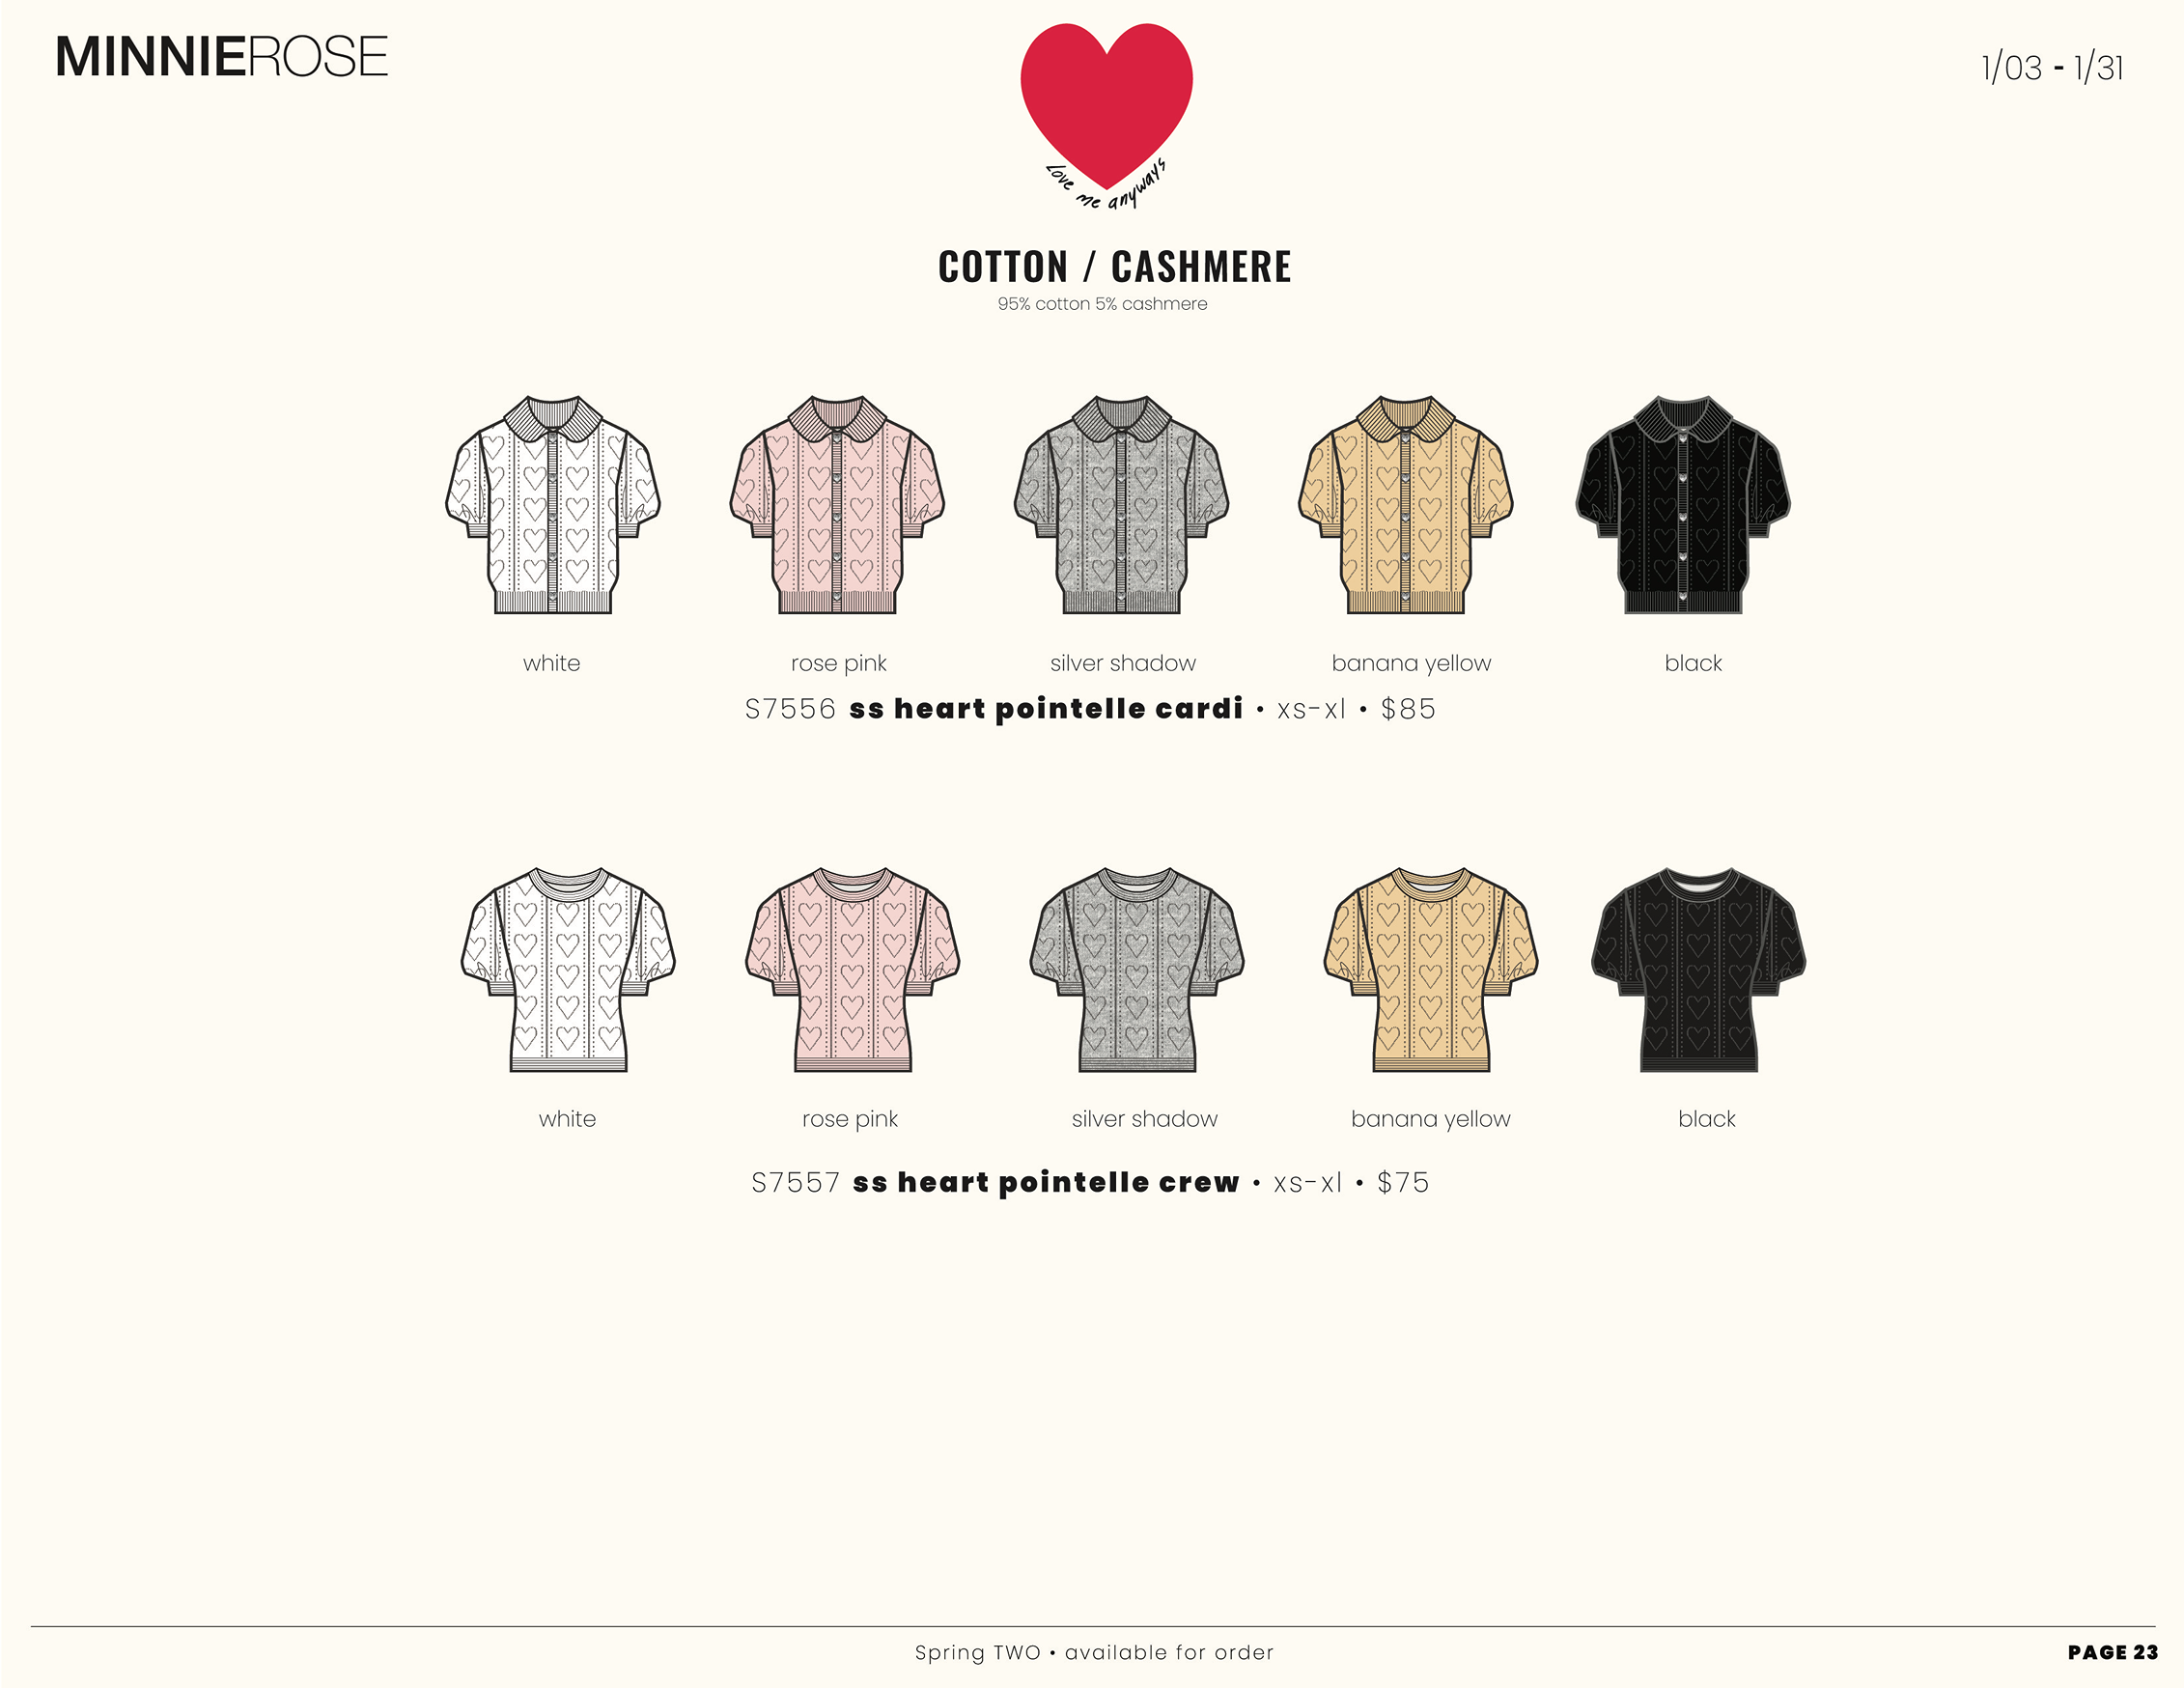 MINNIEROSE
1/03 - 1/31
Love me anyways
COTTON / CASHMERE
95% cotton 5% cashmere
white rose pink silver shadow banana yellow black
S7556 ss heart pointelle cardi • xs-xl • $85
white rose pink silver shadow banana yellow black
S7557 ss heart pointelle crew • xs-xl • $75
Spring TWO • available for order
PAGE 23